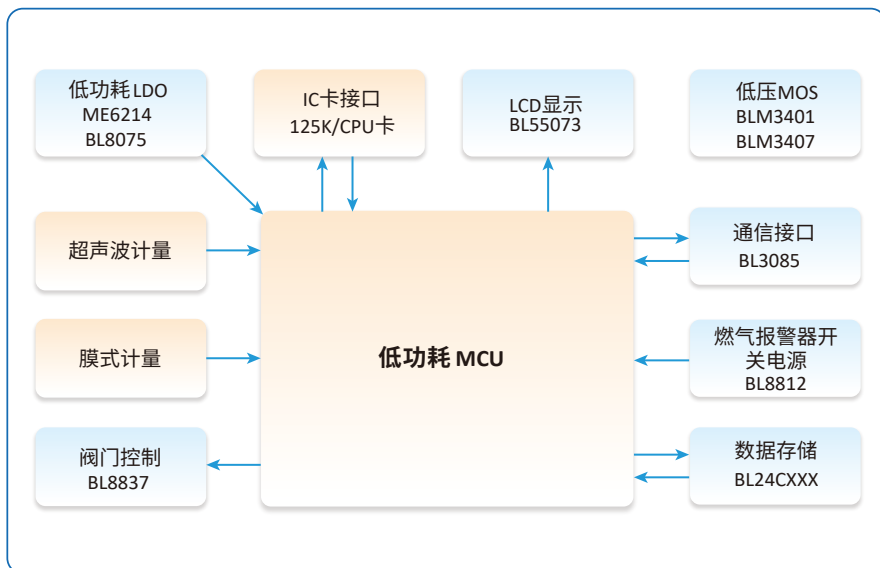 低功耗 LDO
ME6214
BL8075
IC卡接口
125K/CPU卡
LCD显示
BL55073
低压MOS
BLM3401
BLM3407
超声波计量
通信接口
BL3085
膜式计量
低功耗 MCU
燃气报警器开
关电源
BL8812
阀门控制
BL8837
数据存储
BL24CXXX